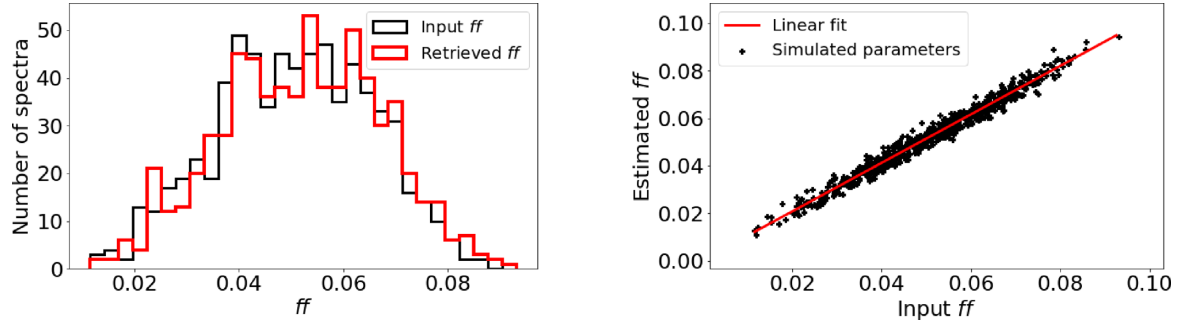 Number of spectra
50
40
30
20
10
0
0.02 0.04 0.06 0.08
ff
Input ff
Retrieved ff
Estimated ff
0.10
0.08
0.06
0.04
0.02
0.00
0.02 0.04 0.06 0.08 0.10
Input ff
Linear fit
Simulated parameters